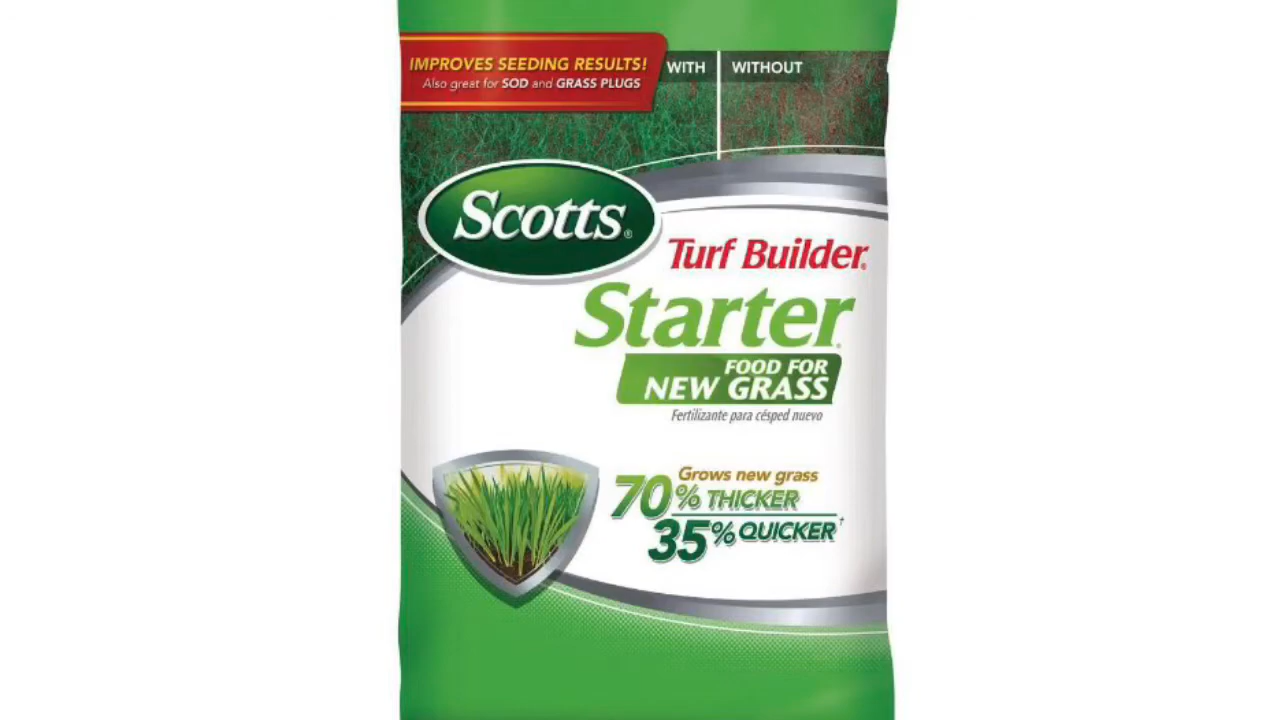 IMPROVES SEEDING RESULTS!
Also great for SOD and GRASS PLUGS
WITH
WITHOUT
Scotts®
Turf Builder®
Starter®
FOOD FOR
NEW GRASS
Fertilizante para césped nuevo
Grows new grass
70% THICKER
35% QUICKER†